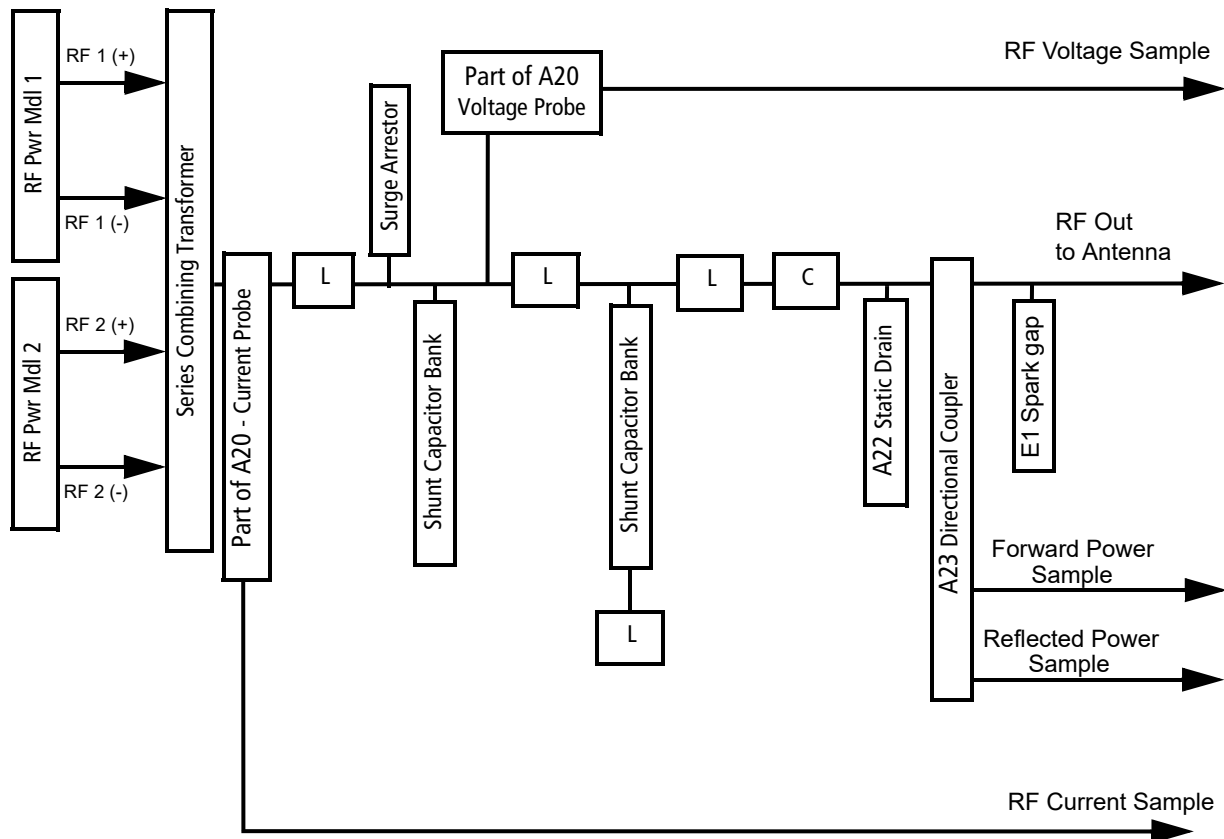 RF Pwr Mdl 1
RF 1 (+)
RF 1 (-)
RF Pwr Mdl 2
RF 2 (+)
RF 2 (-)
Series Combining Transformer
Part of A20 - Current Probe
L
Surge Arrestor
Shunt Capacitor Bank
Part of A20
Voltage Probe
RF Voltage Sample
L
Shunt Capacitor Bank
L
L
C
A22 Static Drain
A23 Directional Coupler
E1 Spark gap
RF Out
to Antenna
Forward Power
Sample
Reflected Power
Sample
RF Current Sample